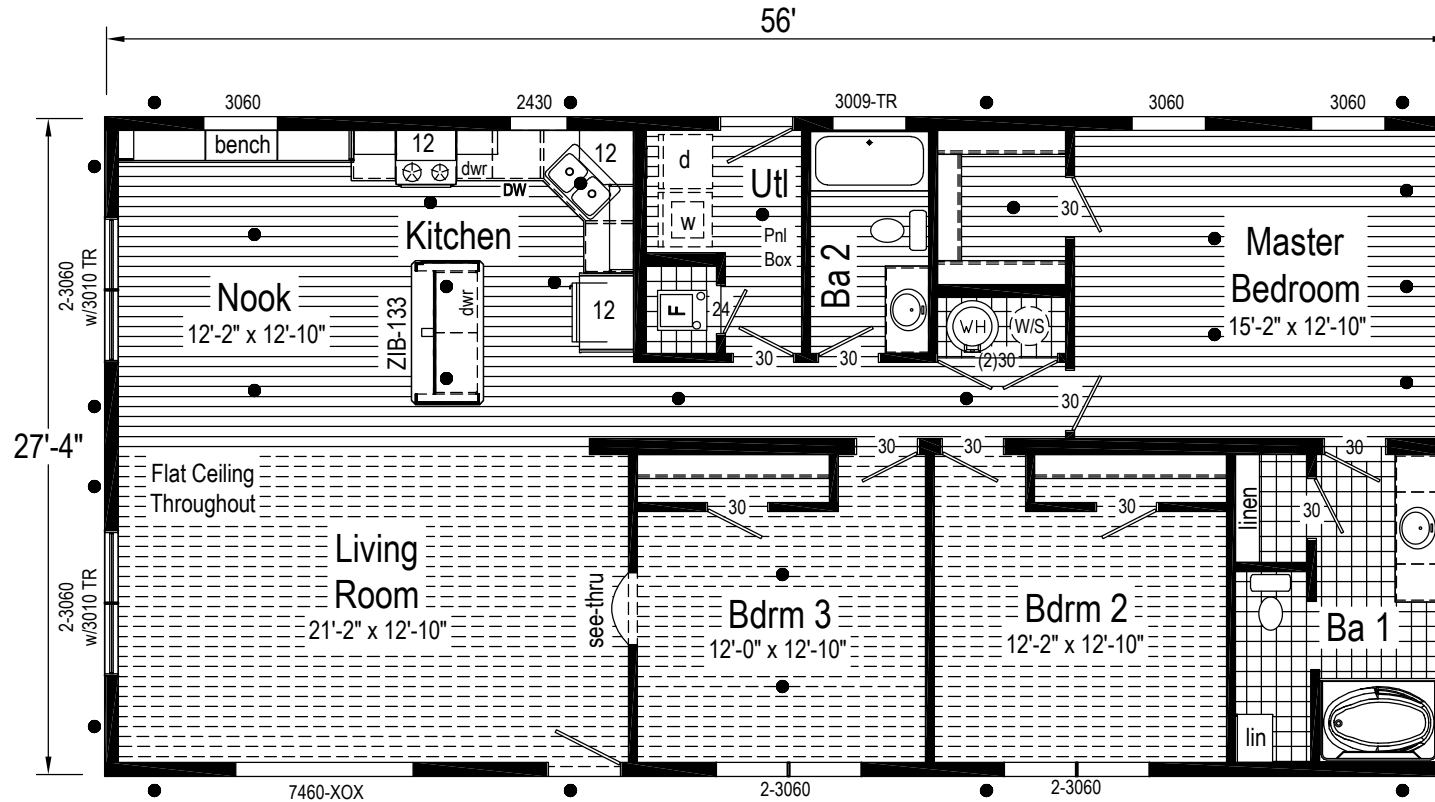 56'
3060
2430
3009-TR
3060
3060
bench
12
dwr
DW
12
d
w
Utl
Pnl
Box
Ba 2
30
Master
Bedroom
15'-2" x 12'-10"
Kitchen
Nook
12'-2" x 12'-10"
ZIB-133
dwr
12
F
24
WH
W/S
30
30
(2)30
30
2-3060
w/3010 TR
27'-4"
30
30
30
Flat Ceiling
Throughout
30
30
linen
30
Living
Room
21'-2" x 12'-10"
see-thru
Bdrm 3
12'-0" x 12'-10"
Bdrm 2
12'-2" x 12'-10"
Ba 1
2-3060
w/3010 TR
lin
7460-XOX
2-3060
2-3060